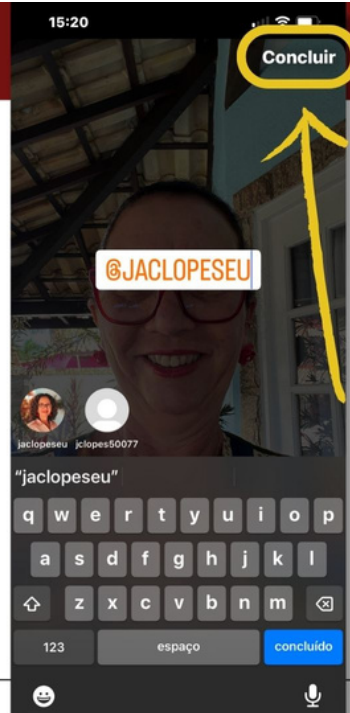 15:20
Concluir
@JACLOPESEU
jaclopeseu jclopes50077
“jaclopeseu”
q w e r t y u i o p
a s d f g h j k l
z x c v b n m
123 espaço concluído